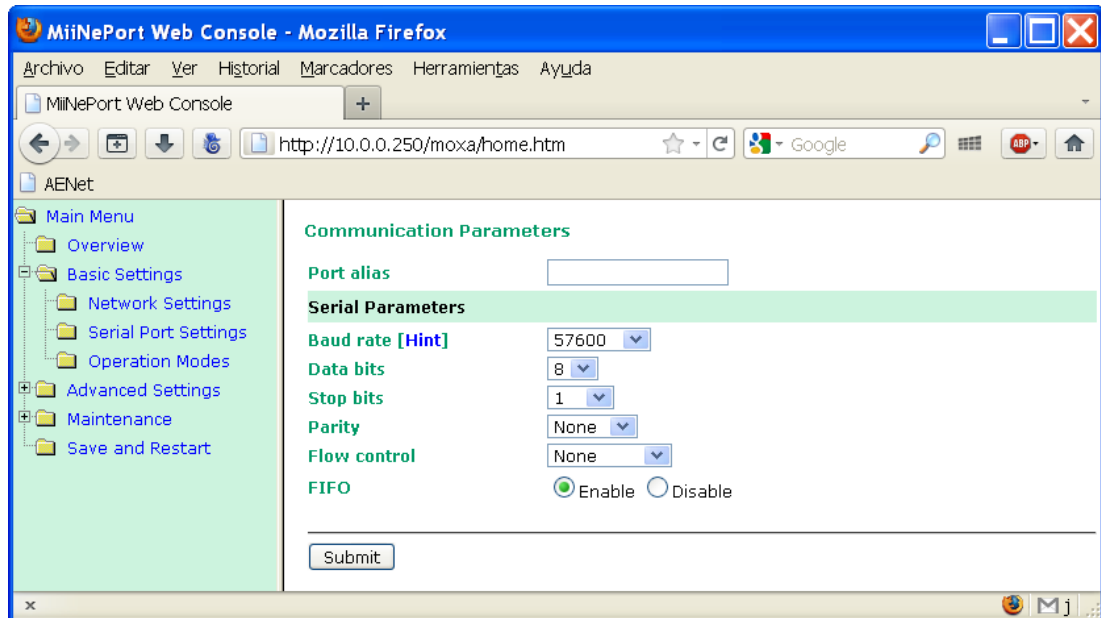 MiiNePort Web Console - Mozilla Firefox
Archivo Editar Ver Historial Marcadores Herramientas Ayuda
MiiNePort Web Console +
http://10.0.0.250/moxa/home.htm Google ABP
AENet
Main Menu
Overview
Basic Settings
Network Settings
Serial Port Settings
Operation Modes
Advanced Settings
Maintenance
Save and Restart
Communication Parameters
Port alias
Serial Parameters
Baud rate [Hint] 57600
Data bits 8
Stop bits 1
Parity None
Flow control None
FIFO Enable Disable
Submit
x j